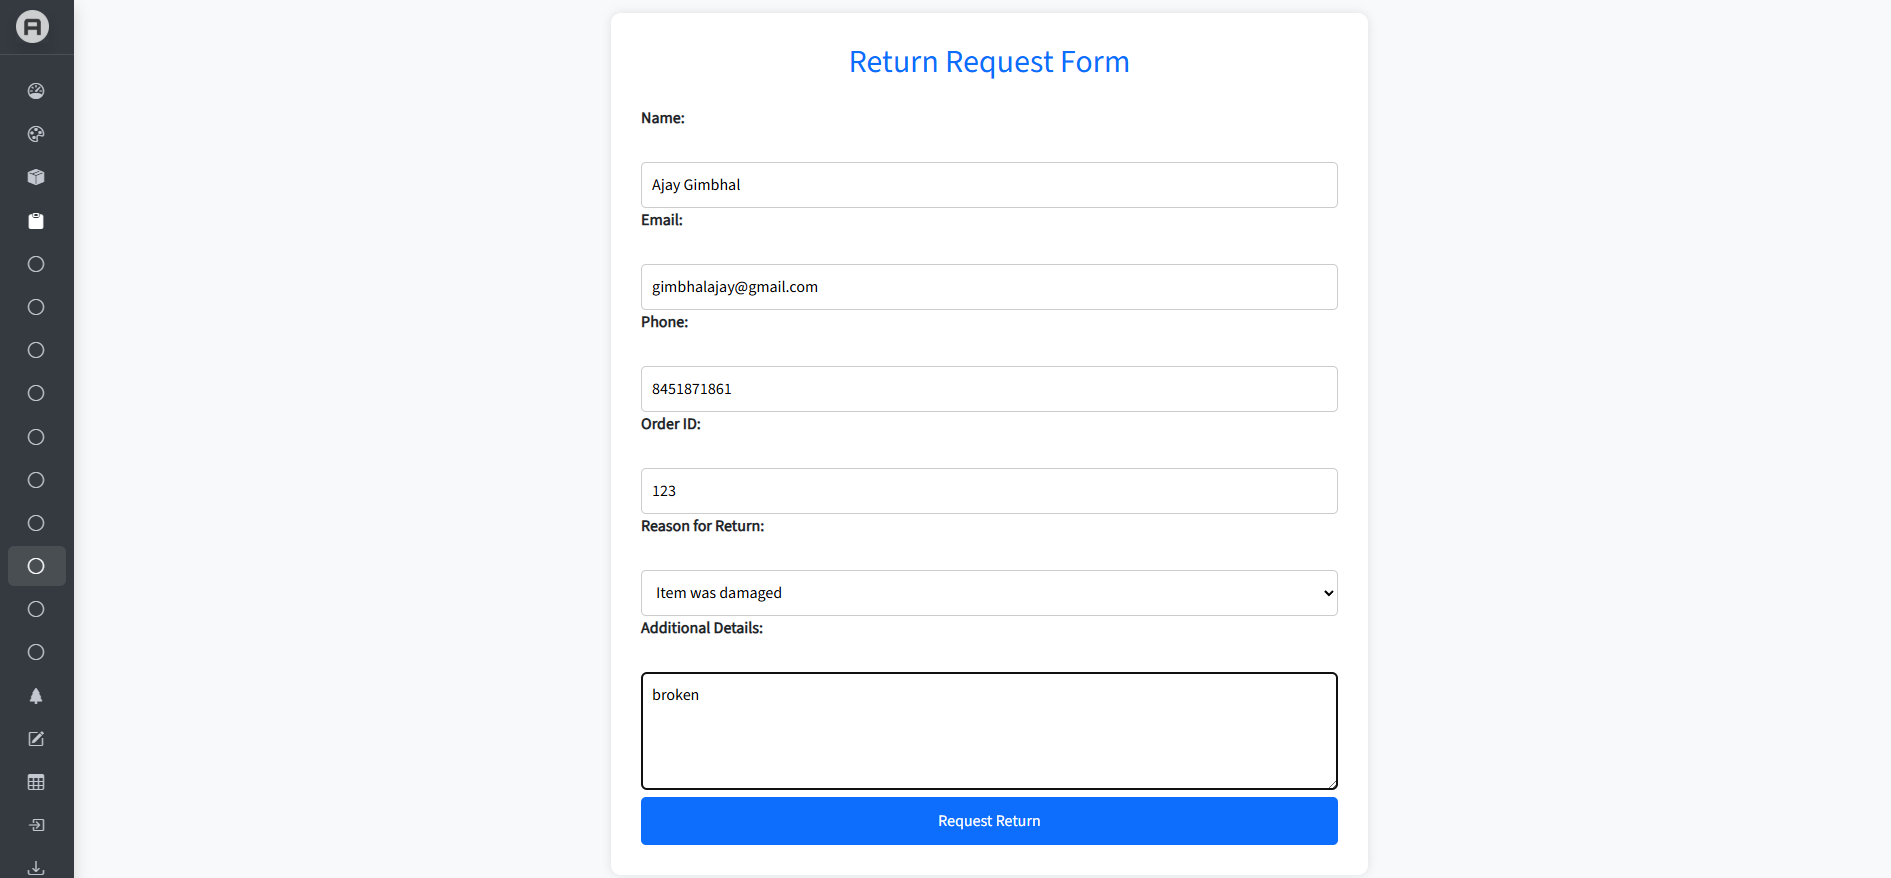 Return Request Form
Name:
Ajay Gimbhal
Email:
gimbhalajay@gmail.com
Phone:
8451871861
Order ID:
123
Reason for Return:
Item was damaged
Additional Details:
broken
Request Return